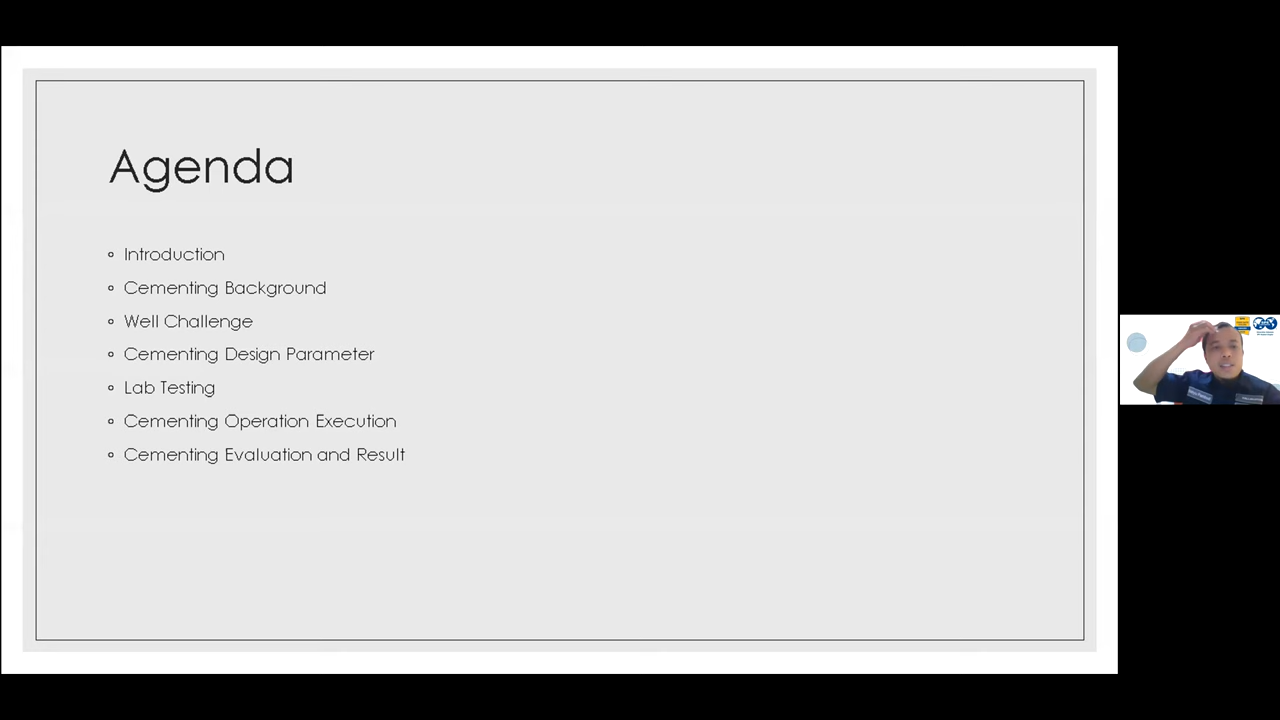 Agenda
Introduction
Cementing Background
Well Challenge
Cementing Design Parameter
Lab Testing
Cementing Operation Execution
Cementing Evaluation and Result